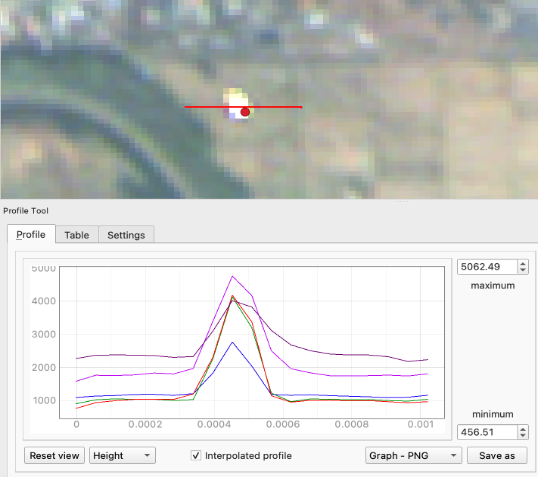 Profile Tool
Profile Table Settings
5000
4000
3000
2000
1000
0 0.0002 0.0004 0.0006 0.0008 0.001
5062.49
maximum
minimum
456.51
Reset view Height Interpolated profile Graph - PNG Save as